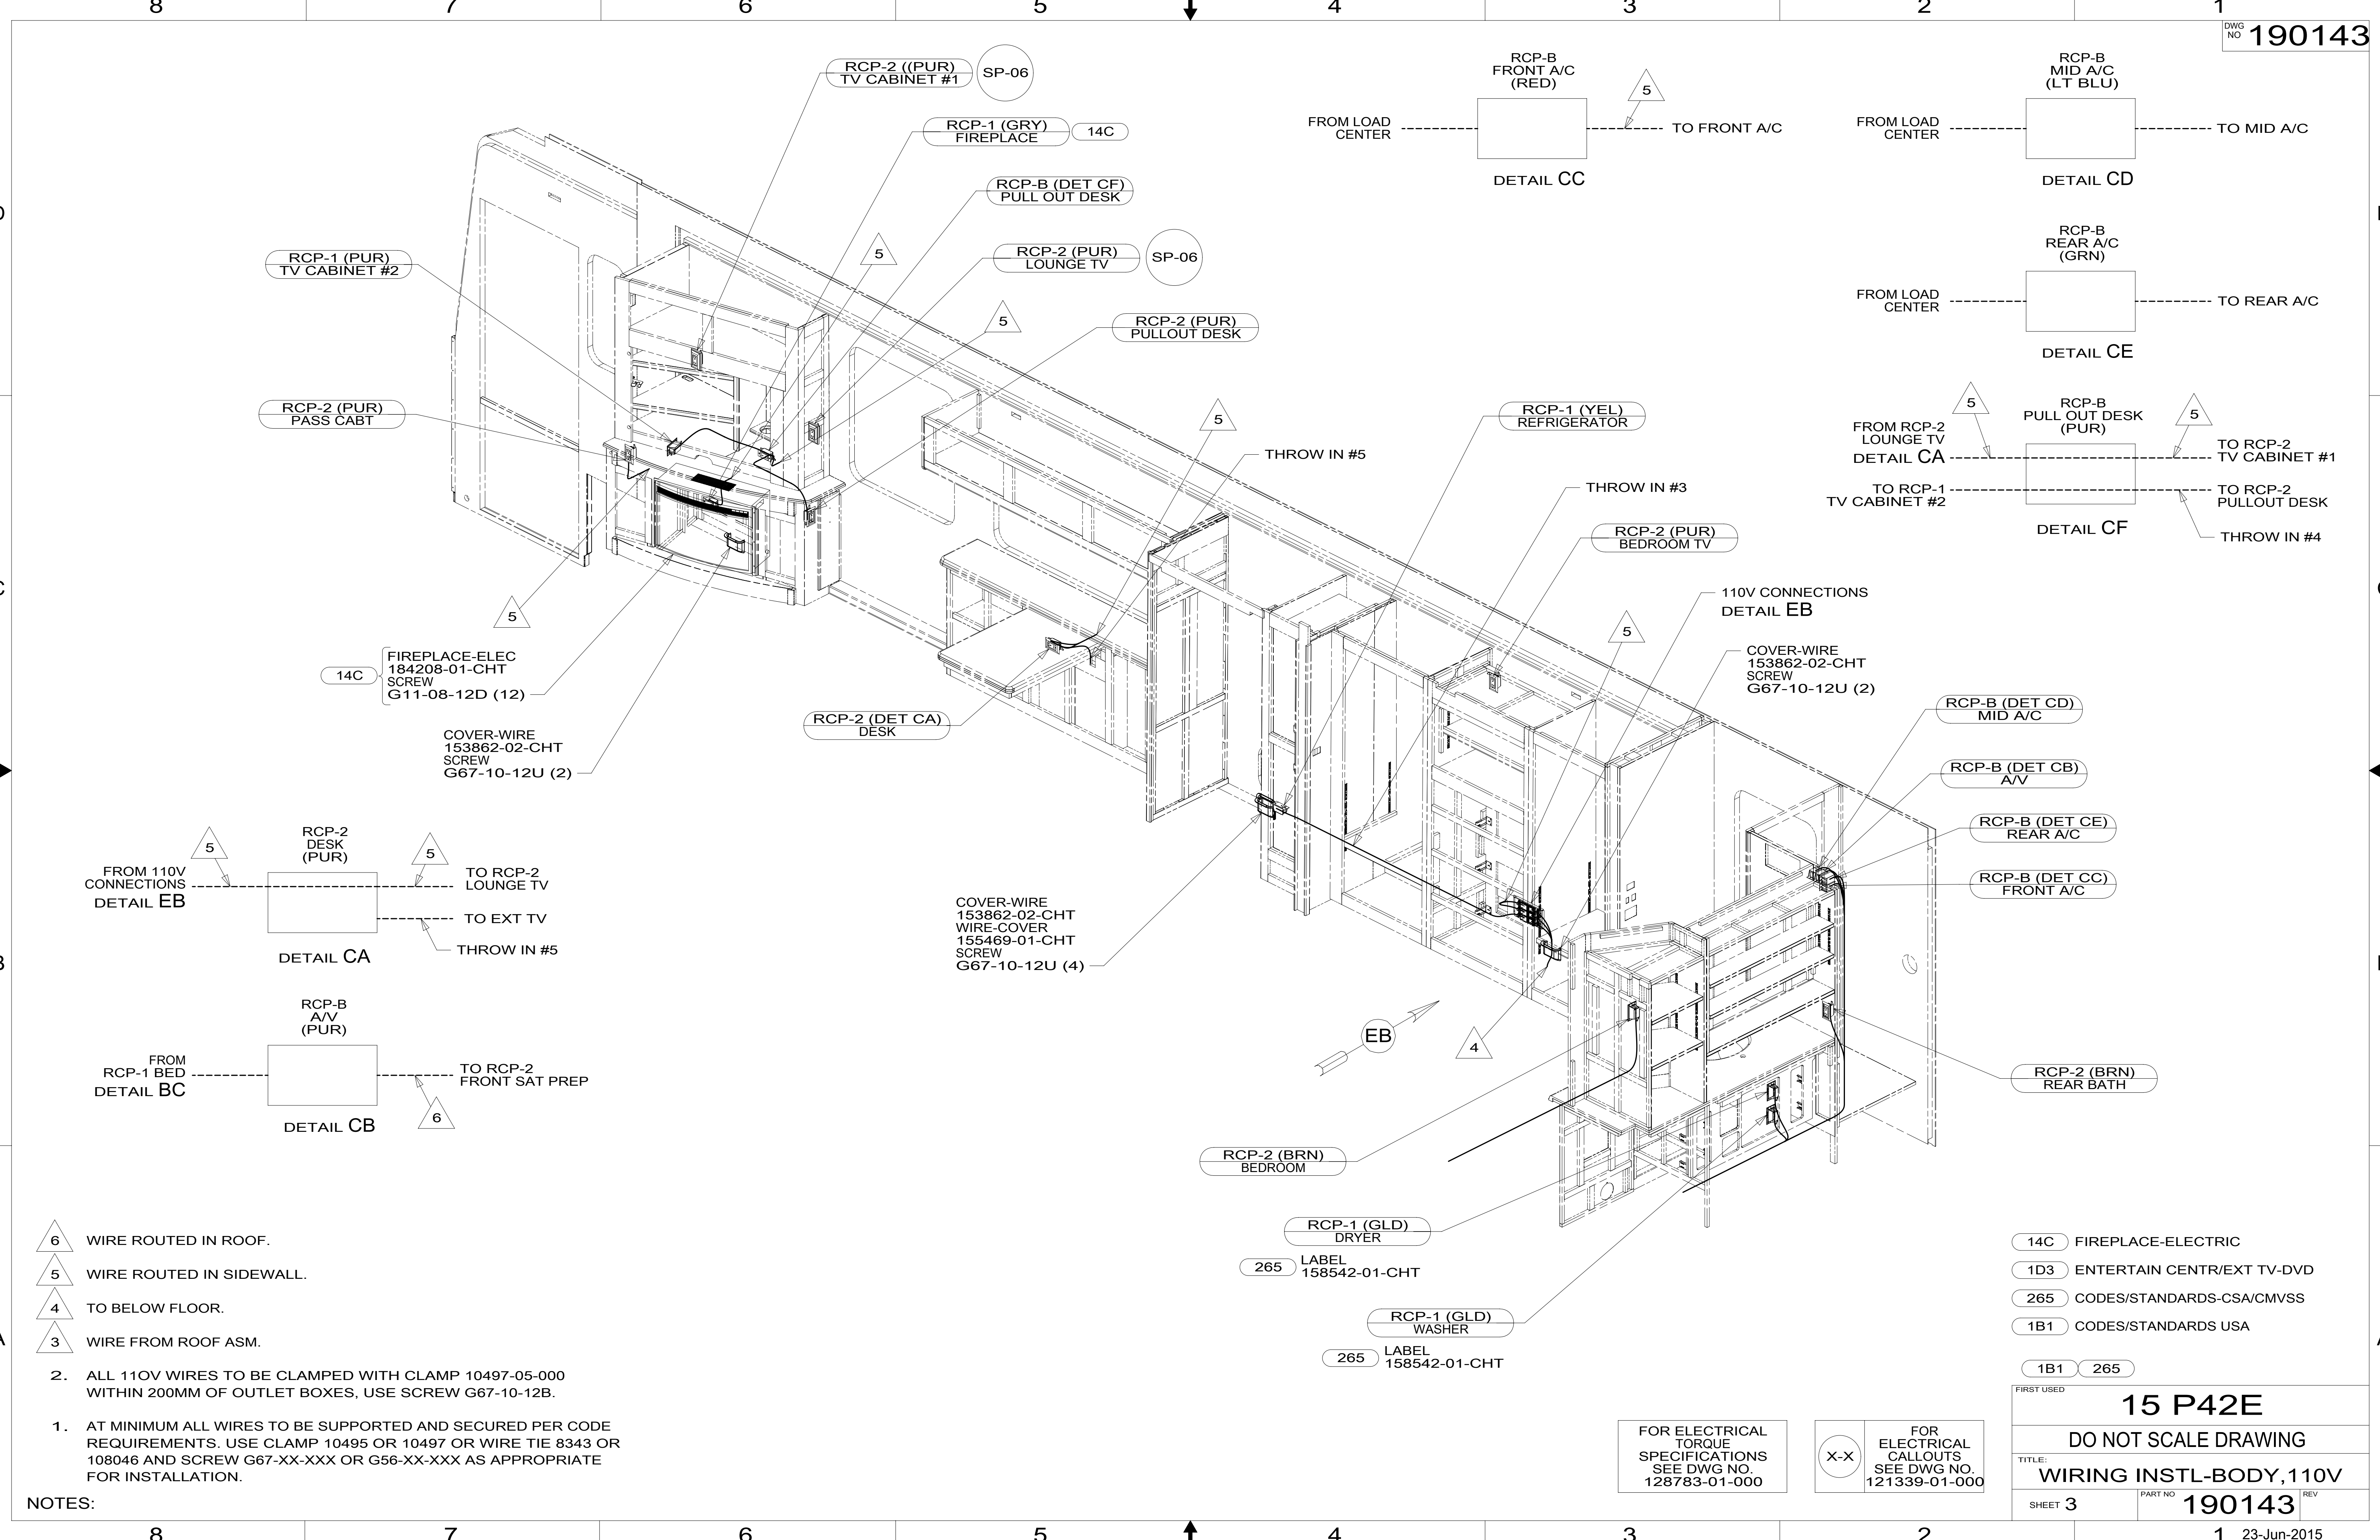 8 7 6 5 4 3 2 1
DWG NO 190143
RCP-2 ((PUR)
TV CABINET #1
SP-06
RCP-1 (GRY)
FIREPLACE
14C
RCP-B (DET CF)
PULL OUT DESK
5
RCP-2 (PUR)
LOUNGE TV
SP-06
5
RCP-2 (PUR)
PULLOUT DESK
RCP-1 (PUR)
TV CABINET #2
RCP-2 (PUR)
PASS CABT
5
14C
FIREPLACE-ELEC
184208-01-CHT
SCREW
G11-08-12D (12)
COVER-WIRE
153862-02-CHT
SCREW
G67-10-12U (2)
RCP-B
FRONT A/C
(RED)
5
FROM LOAD
CENTER
TO FRONT A/C
DETAIL CC
RCP-B
MID A/C
(LT BLU)
FROM LOAD
CENTER
TO MID A/C
DETAIL CD
RCP-B
REAR A/C
(GRN)
FROM LOAD
CENTER
TO REAR A/C
DETAIL CE
5
RCP-B
PULL OUT DESK
(PUR)
5
FROM RCP-2
LOUNGE TV
DETAIL CA
TO RCP-2
TV CABINET #1
TO RCP-1
TV CABINET #2
TO RCP-2
PULLOUT DESK
DETAIL CF
THROW IN #4
5
THROW IN #5
RCP-1 (YEL)
REFRIGERATOR
THROW IN #3
RCP-2 (PUR)
BEDROOM TV
110V CONNECTIONS
DETAIL EB
5
COVER-WIRE
153862-02-CHT
SCREW
G67-10-12U (2)
RCP-2 (DET CA)
DESK
RCP-B (DET CD)
MID A/C
RCP-B (DET CB)
A/V
RCP-B (DET CE)
REAR A/C
RCP-B (DET CC)
FRONT A/C
COVER-WIRE
153862-02-CHT
WIRE-COVER
155469-01-CHT
SCREW
G67-10-12U (4)
EB
4
RCP-2 (BRN)
REAR BATH
RCP-2 (BRN)
BEDROOM
RCP-1 (GLD)
DRYER
265
LABEL
158542-01-CHT
RCP-1 (GLD)
WASHER
265
LABEL
158542-01-CHT
5
RCP-2
DESK
(PUR)
5
FROM 110V
CONNECTIONS
DETAIL EB
TO RCP-2
LOUNGE TV
TO EXT TV
THROW IN #5
DETAIL CA
RCP-B
A/V
(PUR)
FROM
RCP-1 BED
DETAIL BC
TO RCP-2
FRONT SAT PREP
6
DETAIL CB
6 WIRE ROUTED IN ROOF.
5 WIRE ROUTED IN SIDEWALL.
4 TO BELOW FLOOR.
3 WIRE FROM ROOF ASM.
2. ALL 11OV WIRES TO BE CLAMPED WITH CLAMP 10497-05-000
WITHIN 200MM OF OUTLET BOXES, USE SCREW G67-10-12B.
1. AT MINIMUM ALL WIRES TO BE SUPPORTED AND SECURED PER CODE
REQUIREMENTS. USE CLAMP 10495 OR 10497 OR WIRE TIE 8343 OR
108046 AND SCREW G67-XX-XXX OR G56-XX-XXX AS APPROPRIATE
FOR INSTALLATION.
NOTES:
FOR ELECTRICAL
TORQUE
SPECIFICATIONS
SEE DWG NO.
128783-01-000
X-X
FOR
ELECTRICAL
CALLOUTS
SEE DWG NO.
121339-01-000
14C FIREPLACE-ELECTRIC
1D3 ENTERTAIN CENTR/EXT TV-DVD
265 CODES/STANDARDS-CSA/CMVSS
1B1 CODES/STANDARDS USA
1B1 265
FIRST USED
15 P42E
DO NOT SCALE DRAWING
TITLE:
WIRING INSTL-BODY,110V
SHEET 3
PART NO 190143 REV
8 7 6 5 4 3 2 1
23-Jun-2015